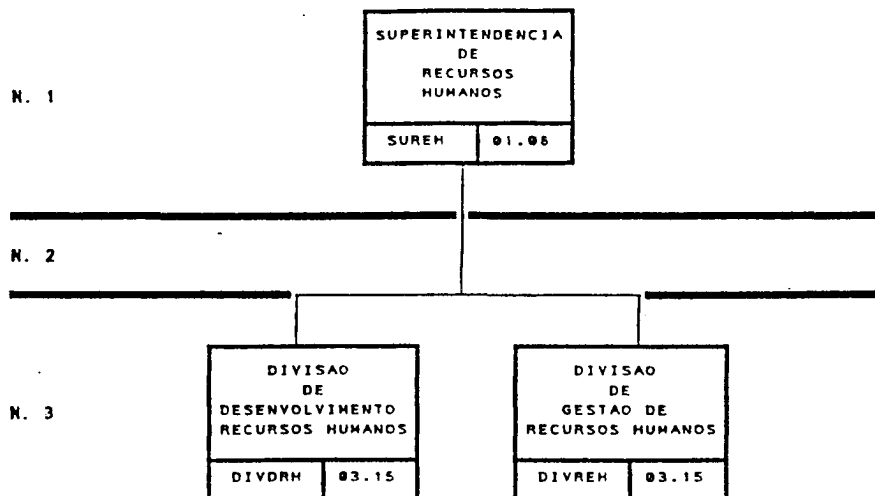 SUPERINTENDENCIA
DE
RECURSOS
HUMANOS
N. 1
SUREH 01.08
N. 2
DIVISAO
DE
DESENVOLVIMENTO
RECURSOS HUMANOS
DIVISAO
DE
GESTAO DE
RECURSOS HUMANOS
N. 3
DIVDRH 03.15
DIVREH 03.15